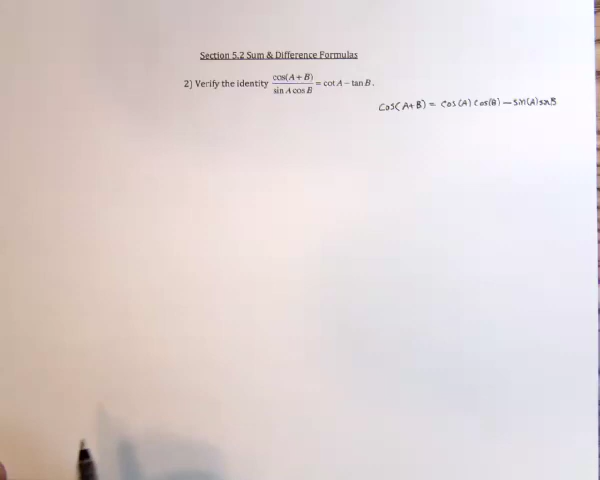 Section 5.2 Sum & Difference Formulas
2) Verify the identity cos(A + B) / sin A cos B = cot A − tan B.
Cos(A+B) = Cos(A) Cos(B) − sin(A) sinB